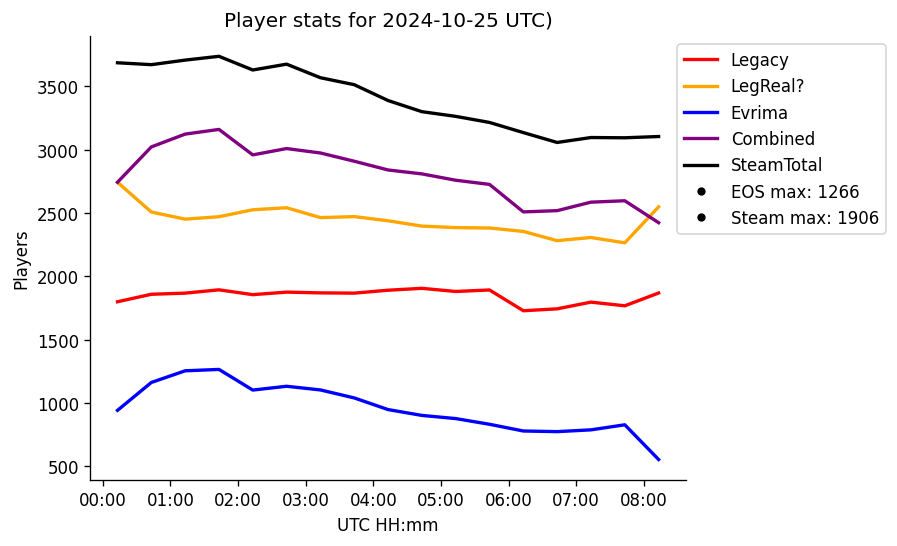 Player stats for 2024-10-25 UTC)
Players
3500
3000
2500
2000
1500
1000
500
00:00 01:00 02:00 03:00 04:00 05:00 06:00 07:00 08:00
UTC HH:mm
Legacy
LegReal?
Evrima
Combined
SteamTotal
EOS max: 1266
Steam max: 1906